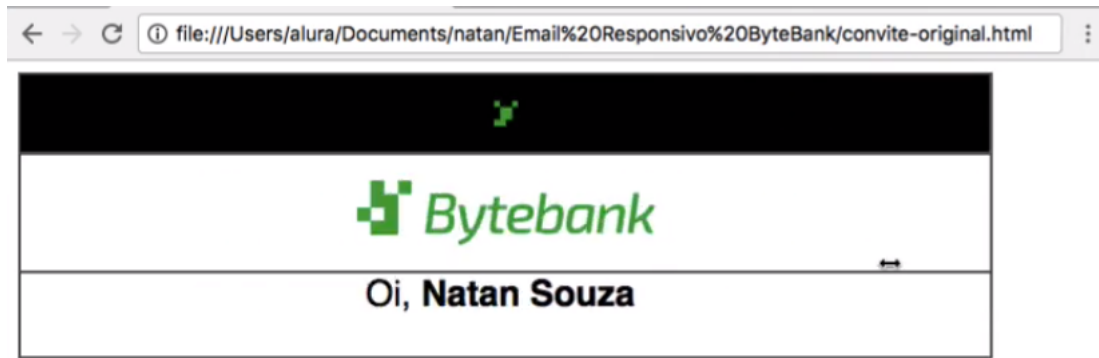 file:///Users/alura/Documents/natan/Email%20Responsivo%20ByteBank/convite-original.html
Bytebank
Oi, Natan Souza